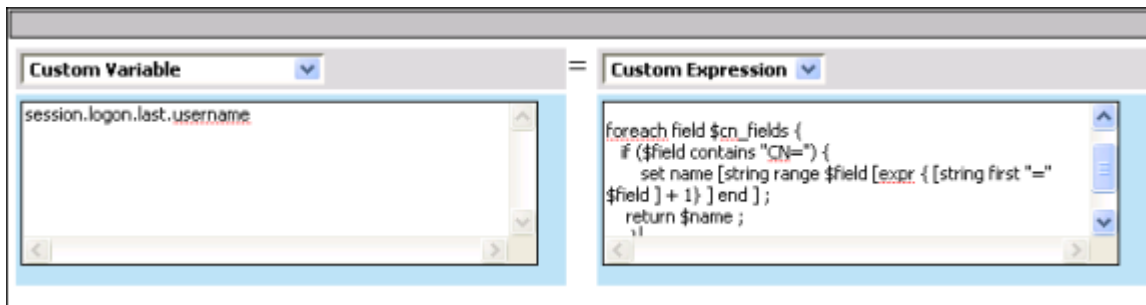 Custom Variable
=
Custom Expression
session.logon.last.username
foreach field $cn_fields {
if ($field contains "CN=") {
set name [string range $field [expr { [string first "="
$field ] + 1} ] end ] ;
return $name ;